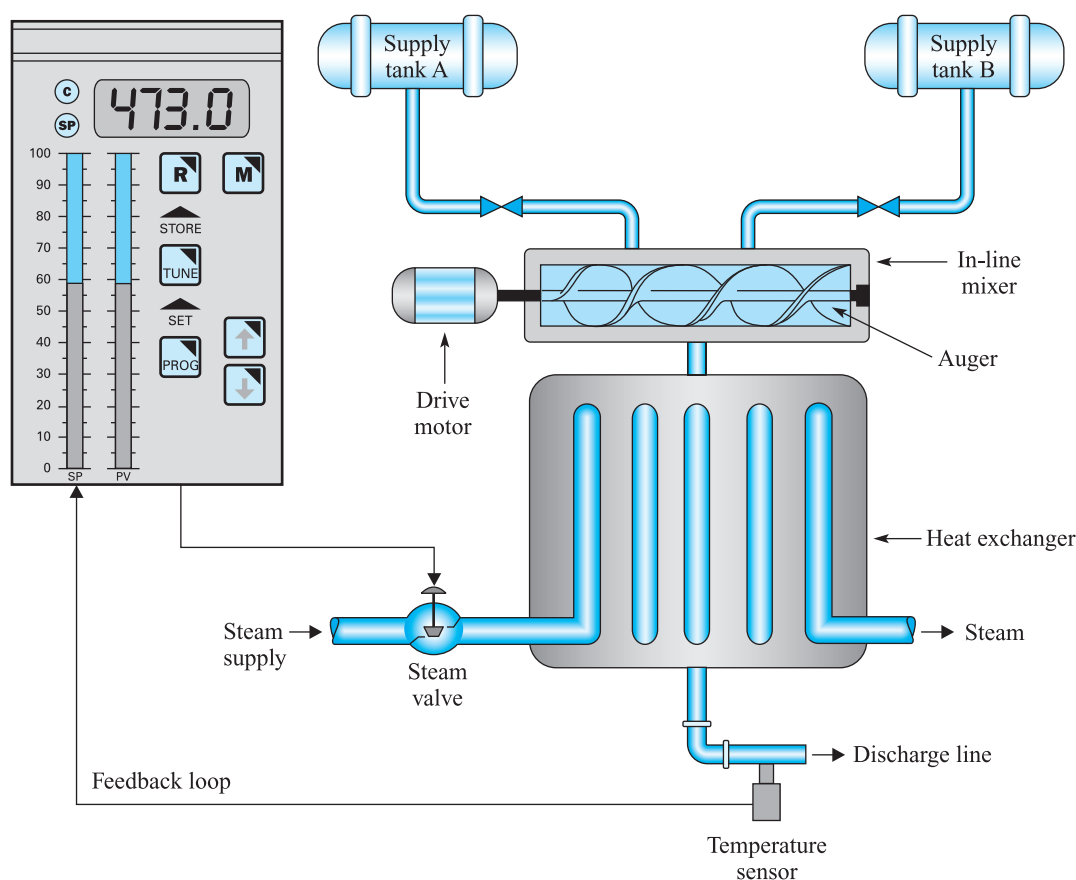 C
473.0
SP
100
90
80
70
60
50
40
30
20
10
0
SP
PV
R
M
STORE
TUNE
SET
PROG
Supply
tank A
Supply
tank B
In-line
mixer
Auger
Drive
motor
Heat exchanger
Steam
supply
Steam
valve
Steam
Discharge line
Feedback loop
Temperature
sensor